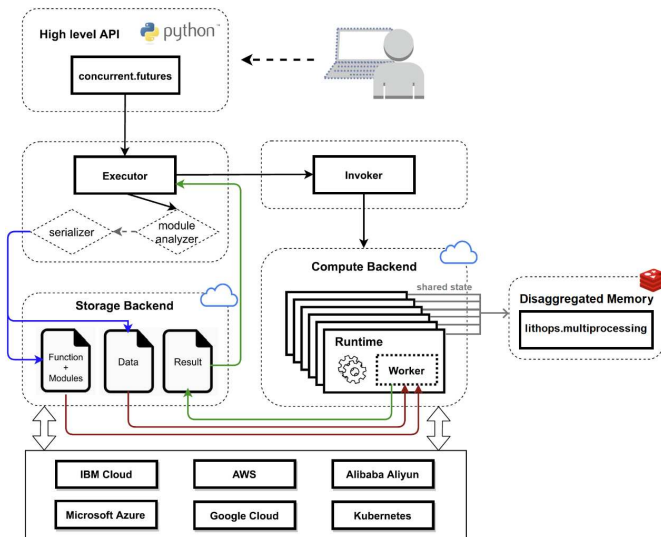 High level API
python™
concurrent.futures
Executor
Invoker
serializer
module
analyzer
Compute Backend
shared state
Storage Backend
Disaggregated Memory
lithops.multiprocessing
Runtime
Function
+
Modules
Data
Result
Worker
IBM Cloud
AWS
Alibaba Aliyun
Microsoft Azure
Google Cloud
Kubernetes